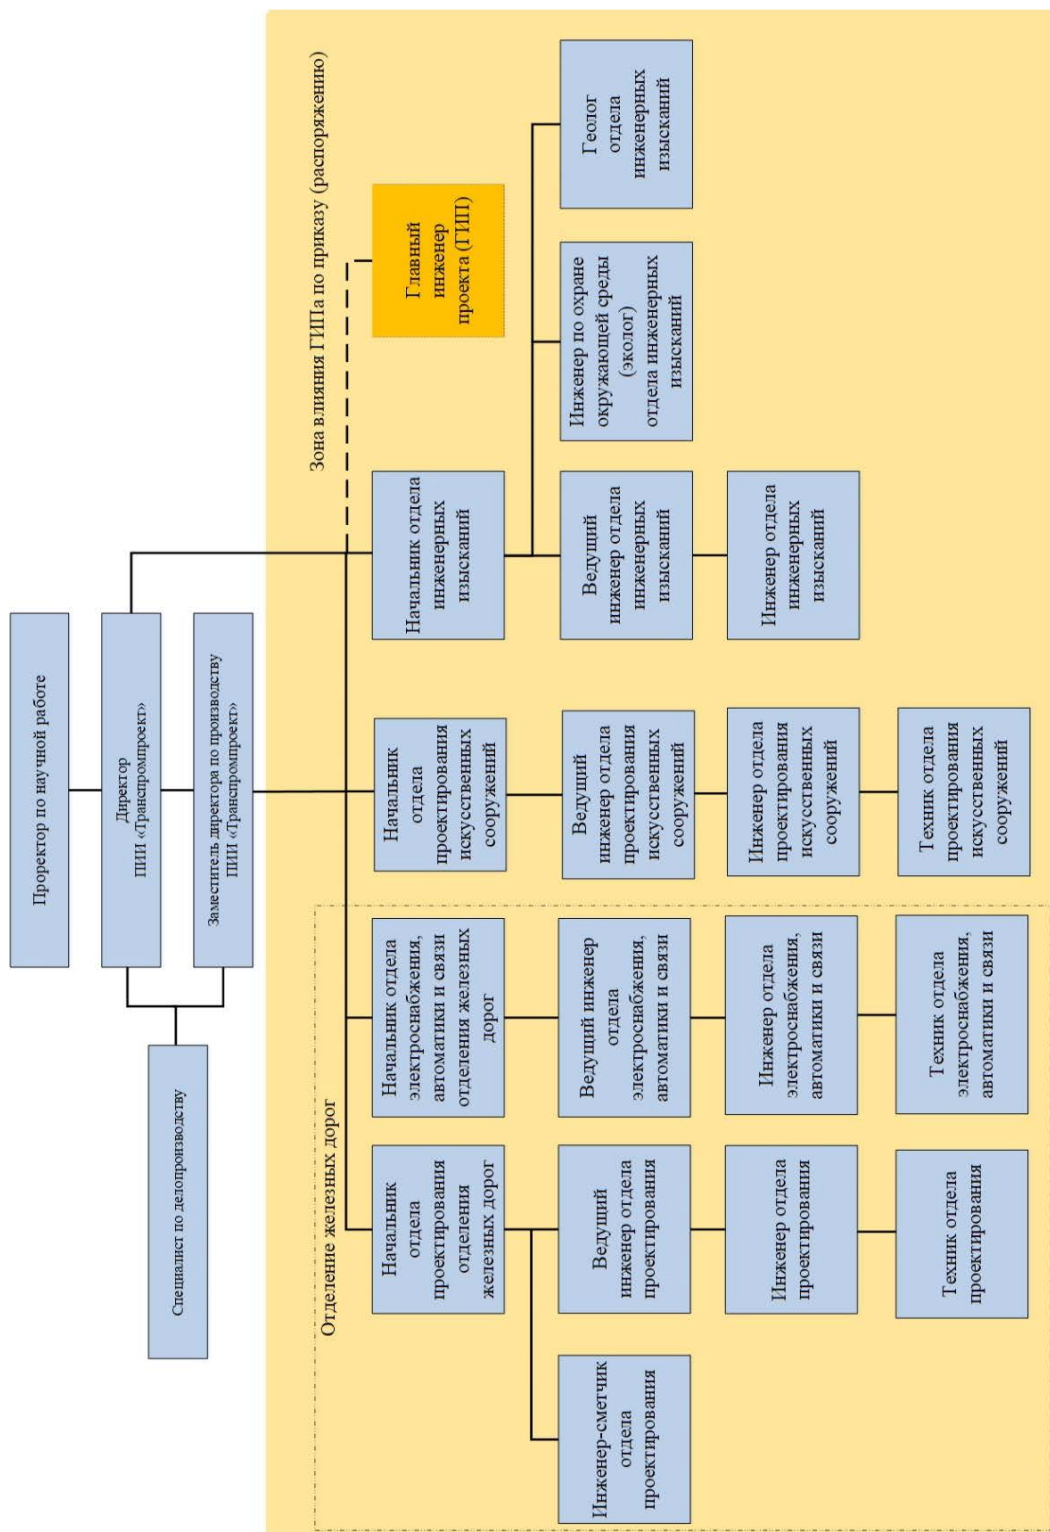 Проректор по научной работе
Директор
ПИИ «Транспромпроект»
Заместитель директора по производству
ПИИ «Транспромпроект»
Специалист по делопроизводству
Зона влияния ГИПа по приказу (распоряжению)
Отделение железных дорог
Начальник
отдела
проектирования
отделения
железных дорог
Начальник отдела
электроснабжения,
автоматики и связи
отделения железных
дорог
Начальник
отдела
проектирования
искусственных
сооружений
Начальник отдела
инженерных
изысканий
Главный
инженер
проекта (ГИП)
Инженер-сметчик
отдела
проектирования
Ведущий
инженер отдела
проектирования
Ведущий инженер
отдела
электроснабжения,
автоматики и связи
Ведущий
инженер отдела
проектирования
искусственных
сооружений
Ведущий
инженер отдела
инженерных
изысканий
Инженер по охране
окружающей среды
(эколог)
отдела инженерных
изысканий
Геолог
отдела
инженерных
изысканий
Инженер отдела
проектирования
Инженер отдела
электроснабжения,
автоматики и связи
Инженер отдела
проектирования
искусственных
сооружений
Инженер отдела
инженерных
изысканий
Техник отдела
проектирования
Техник отдела
электроснабжения,
автоматики и связи
Техник отдела
проектирования
искусственных
сооружений